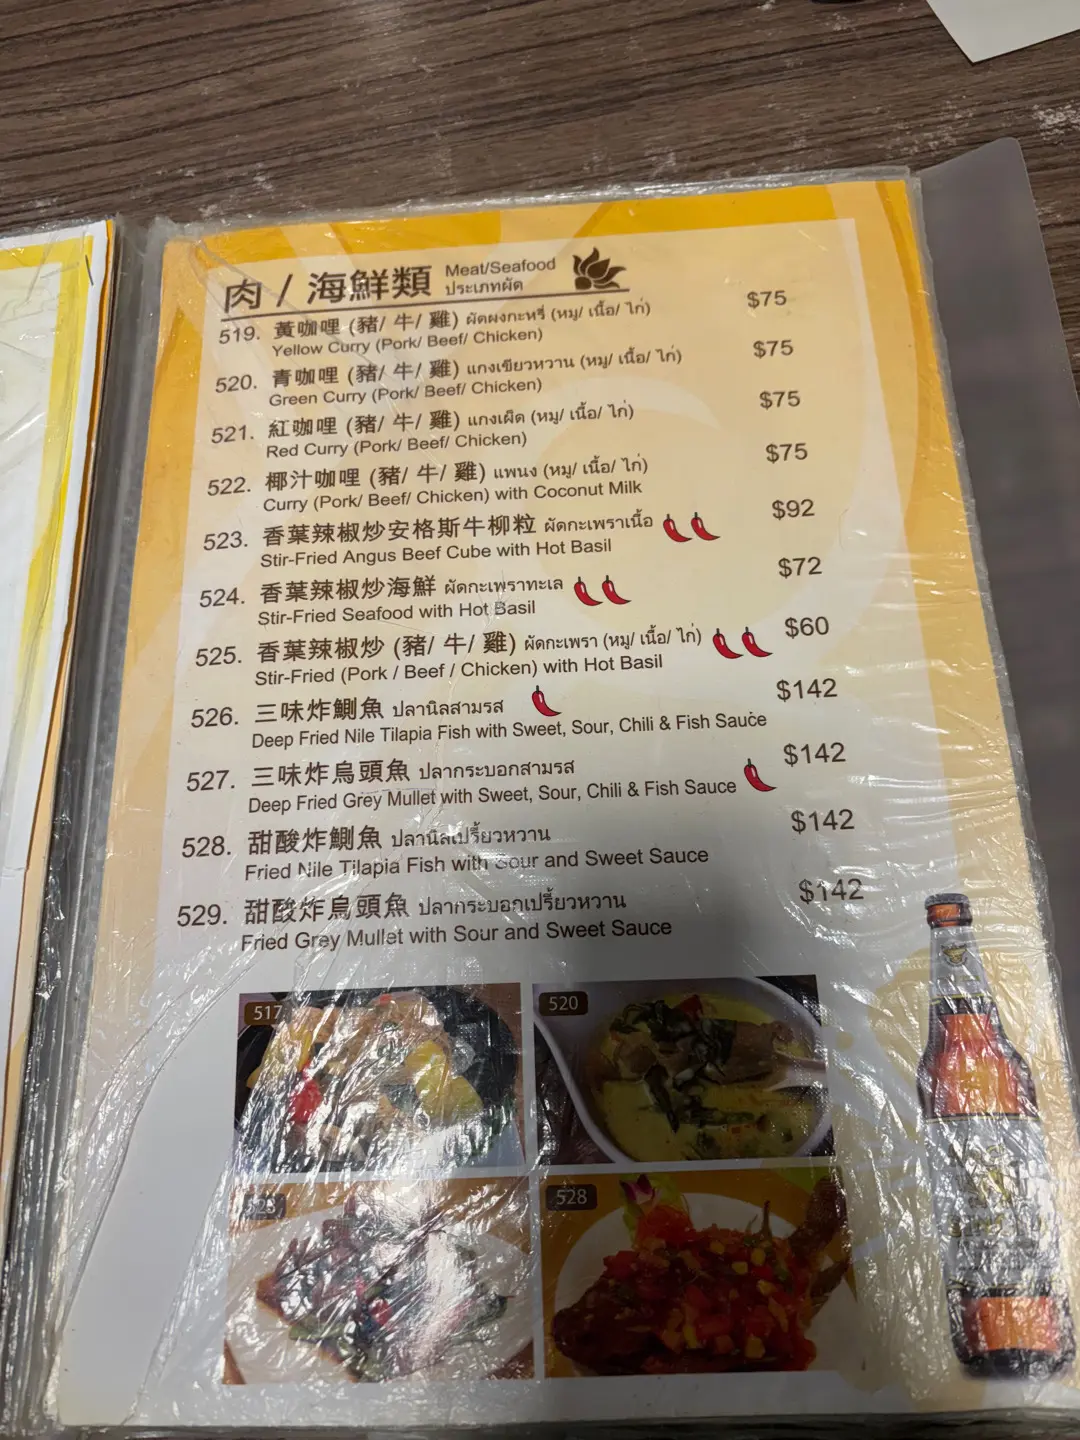 肉 / 海鮮類 Meat/Seafood
ประเภทผัด
519. 黃咖哩 (豬/ 牛/ 雞) ผัดผงกะหรี่ (หมู/ เนื้อ/ ไก่) $75
Yellow Curry (Pork/ Beef/ Chicken)
520. 青咖哩 (豬/ 牛/ 雞) แกงเขียวหวาน (หมู/ เนื้อ/ ไก่) $75
Green Curry (Pork/ Beef/ Chicken)
521. 紅咖哩 (豬/ 牛/ 雞) แกงเผ็ด (หมู/ เนื้อ/ ไก่) $75
Red Curry (Pork/ Beef/ Chicken)
522. 椰汁咖哩 (豬/ 牛/ 雞) แพนง (หมู/ เนื้อ/ ไก่) $75
Curry (Pork/ Beef/ Chicken) with Coconut Milk
523. 香葉辣椒炒安格斯牛柳粒 ผัดกะเพราเนื้อ $92
Stir-Fried Angus Beef Cube with Hot Basil
524. 香葉辣椒炒海鮮 ผัดกะเพราทะเล $72
Stir-Fried Seafood with Hot Basil
525. 香葉辣椒炒 (豬/ 牛/ 雞) ผัดกะเพรา (หมู/ เนื้อ/ ไก่) $60
Stir-Fried (Pork / Beef / Chicken) with Hot Basil
526. 三味炸鰂魚 ปลานิลสามรส $142
Deep Fried Nile Tilapia Fish with Sweet, Sour, Chili & Fish Sauce
527. 三味炸烏頭魚 ปลากระบอกสามรส $142
Deep Fried Grey Mullet with Sweet, Sour, Chili & Fish Sauce
528. 甜酸炸鰂魚 ปลานิลเปรี้ยวหวาน $142
Fried Nile Tilapia Fish with Sour and Sweet Sauce
529. 甜酸炸烏頭魚 ปลากระบอกเปรี้ยวหวาน $142
Fried Grey Mullet with Sour and Sweet Sauce
517
520
523
528